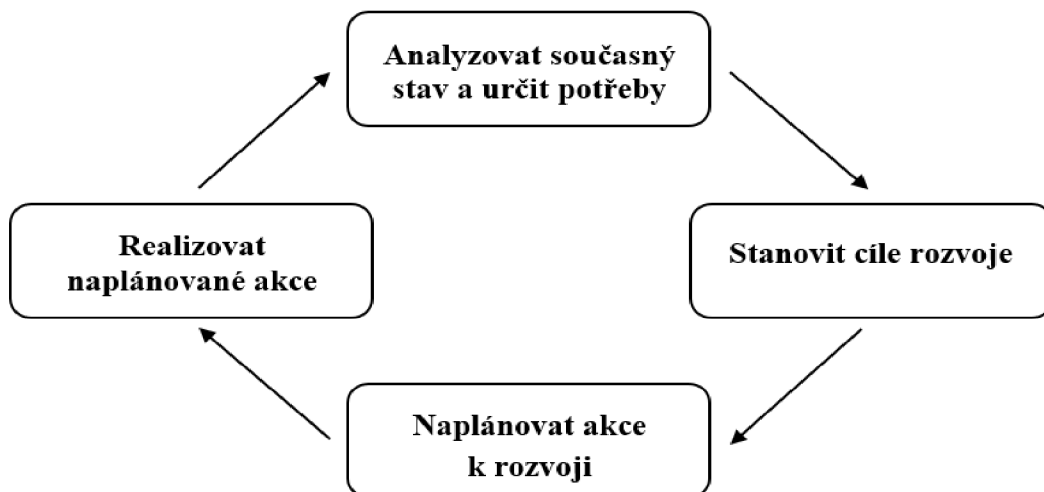 Analyzovat současný
stav a určit potřeby
Stanovit cíle rozvoje
Naplánovat akce
k rozvoji
Realizovat
naplánované akce